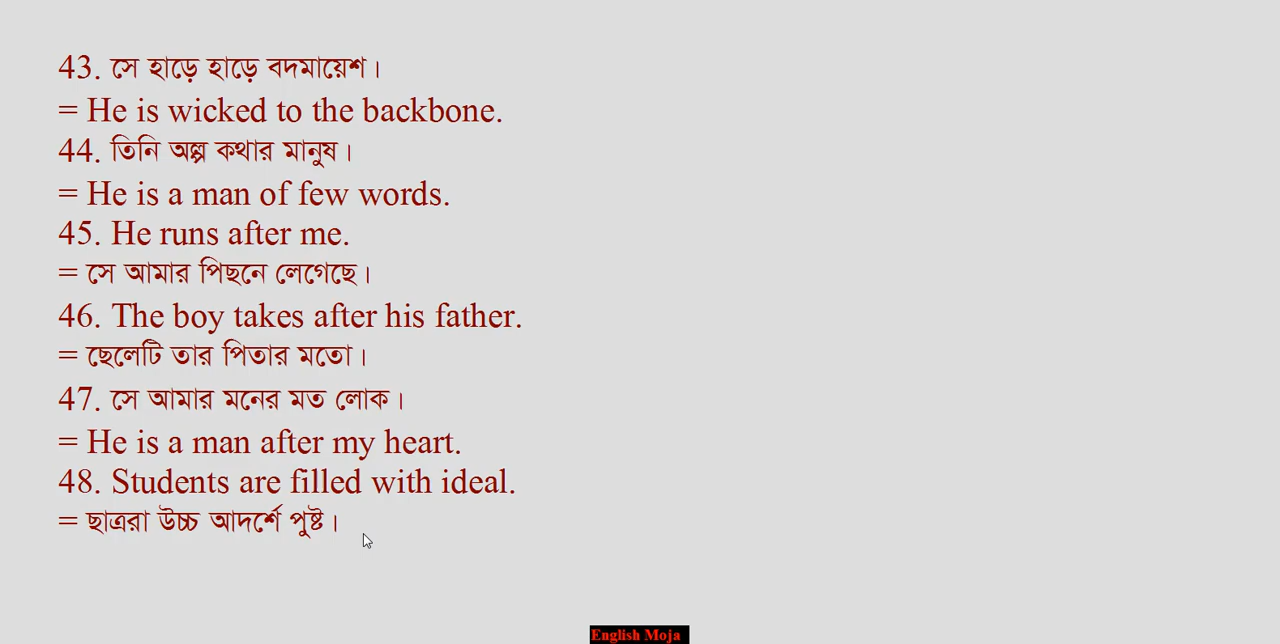 43. সে হাড়ে হাড়ে বদমায়েশ।
= He is wicked to the backbone.
44. তিনি অল্প কথার মানুষ।
= He is a man of few words.
45. He runs after me.
= সে আমার পিছনে লেগেছে।
46. The boy takes after his father.
= ছেলেটি তার পিতার মতো।
47. সে আমার মনের মত লোক।
= He is a man after my heart.
48. Students are filled with ideal.
= ছাত্ররা উচ্চ আদর্শে পুষ্ট।
English Moja